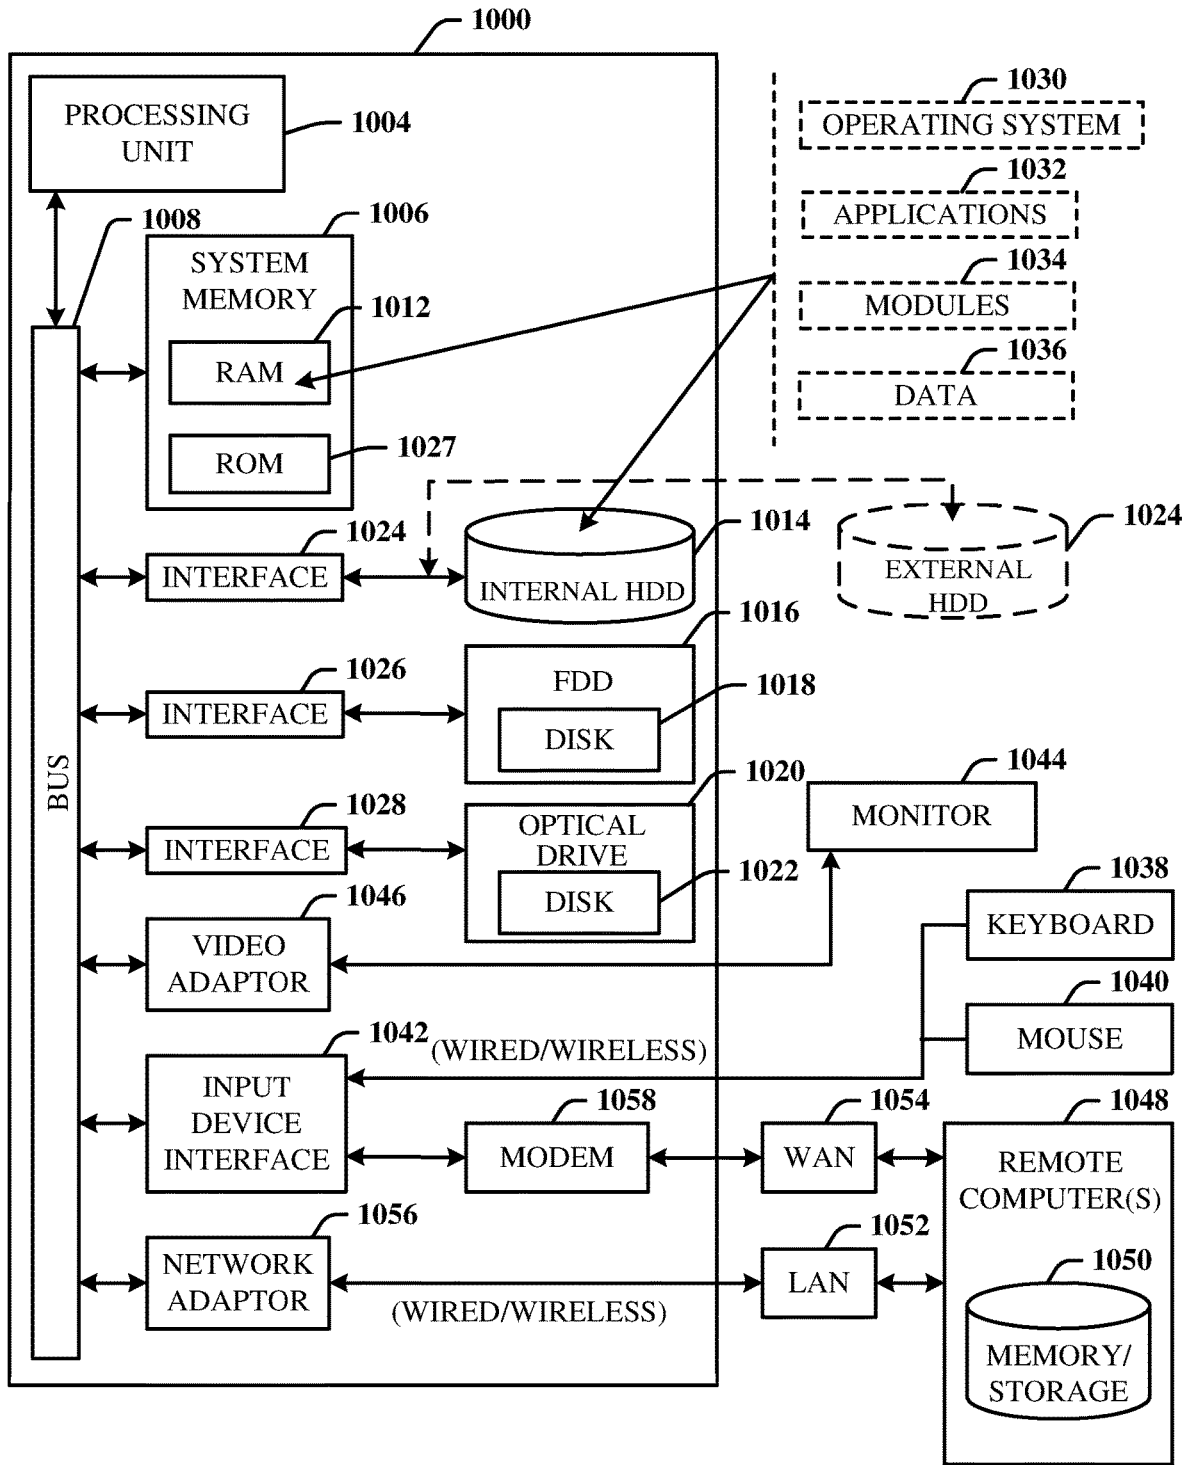 1000
PROCESSING
UNIT
1004
1030
OPERATING SYSTEM
1032
APPLICATIONS
1034
MODULES
1036
DATA
1008
1006
SYSTEM
MEMORY
1012
RAM
1027
ROM
1024
INTERFACE
1014
INTERNAL HDD
1024
EXTERNAL
HDD
1016
FDD
1026
INTERFACE
1018
DISK
BUS
1020
OPTICAL
DRIVE
1028
INTERFACE
1022
DISK
1044
MONITOR
1046
VIDEO
ADAPTOR
1038
KEYBOARD
1040
MOUSE
1042
(WIRED/WIRELESS)
INPUT
DEVICE
INTERFACE
1058
MODEM
1054
WAN
1048
REMOTE
COMPUTER(S)
1056
NETWORK
ADAPTOR
(WIRED/WIRELESS)
1052
LAN
1050
MEMORY/
STORAGE